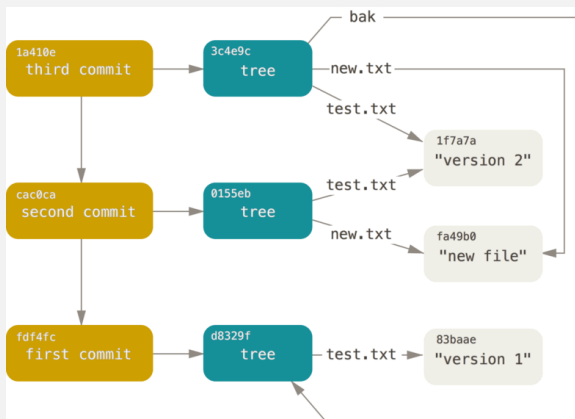 bak
1a410e
third commit
3c4e9c
tree
new.txt
test.txt
1f7a7a
"version 2"
cac0ca
second commit
0155eb
tree
test.txt
new.txt
fa49b0
"new file"
fdf4fc
first commit
d8329f
tree
test.txt
83baae
"version 1"